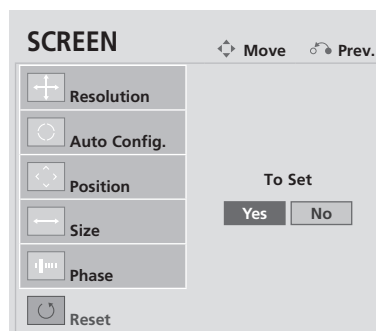 SCREEN
Move Prev.
Resolution
Auto Config.
Position
Size
Phase
Reset
To Set
Yes No